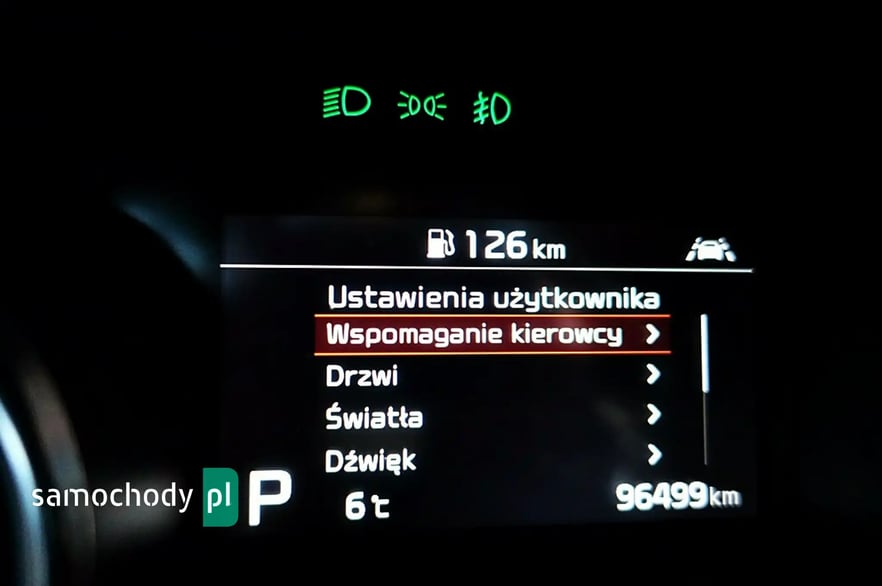 126 km
Ustawienia użytkownika
Wspomaganie kierowcy
Drzwi
Światła
Dźwięk
samochody pl
P
6°C
96499 km